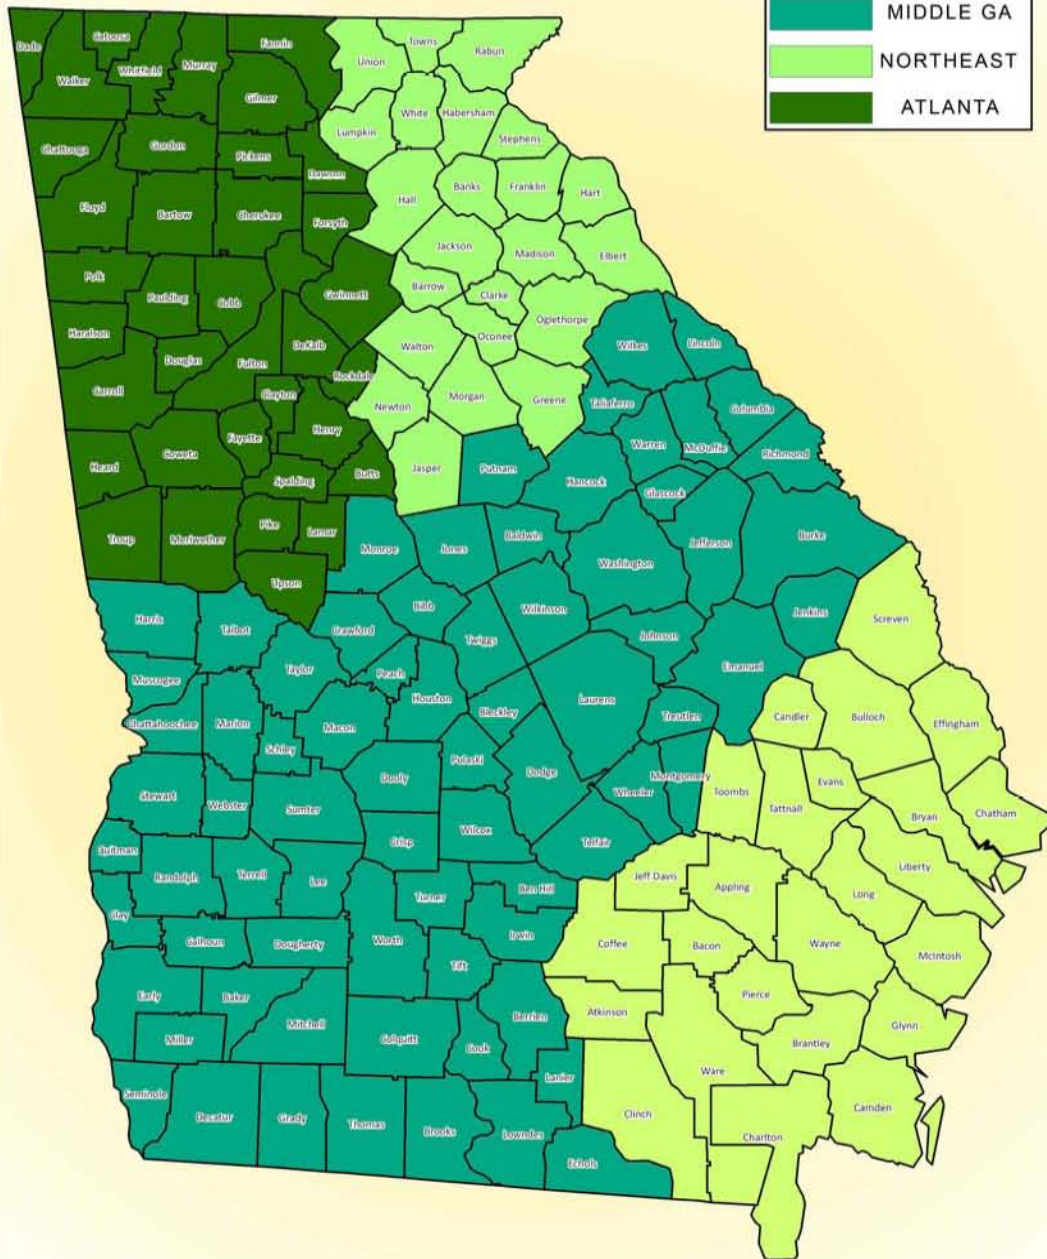 MIDDLE GA
NORTHEAST
ATLANTA
Dade
Catoosa
Whitfield
Murray
Fannin
Union
Towns
Rabun
Walker
Gilmer
Lumpkin
White
Habersham
Stephens
Chattooga
Gordon
Pickens
Dawson
Hall
Banks
Franklin
Hart
Floyd
Bartow
Cherokee
Forsyth
Jackson
Madison
Elbert
Polk
Paulding
Cobb
Gwinnett
Barrow
Clarke
Oglethorpe
Haralson
Douglas
Fulton
DeKalb
Rockdale
Walton
Oconee
Wilkes
Lincoln
Carroll
Clayton
Henry
Newton
Morgan
Greene
Taliaferro
Columbia
Heard
Coweta
Fayette
Spalding
Butts
Jasper
Putnam
Hancock
Warren
McDuffie
Richmond
Glascock
Troup
Meriwether
Pike
Lamar
Monroe
Jones
Baldwin
Washington
Jefferson
Burke
Upson
Harris
Talbot
Crawford
Bibb
Twiggs
Wilkinson
Johnson
Emanuel
Jenkins
Screven
Muscogee
Taylor
Peach
Houston
Bleckley
Laurens
Treutlen
Candler
Bulloch
Effingham
Chattahoochee
Marion
Schley
Macon
Dooly
Pulaski
Dodge
Wheeler
Montgomery
Toombs
Tattnall
Evans
Bryan
Chatham
Stewart
Webster
Sumter
Crisp
Wilcox
Telfair
Quitman
Randolph
Terrell
Lee
Turner
Ben Hill
Jeff Davis
Appling
Long
Liberty
Clay
Calhoun
Dougherty
Worth
Tift
Irwin
Coffee
Bacon
Wayne
McIntosh
Early
Baker
Mitchell
Berrien
Atkinson
Pierce
Glynn
Miller
Colquitt
Cook
Lanier
Ware
Brantley
Seminole
Decatur
Grady
Thomas
Brooks
Lowndes
Echols
Clinch
Charlton
Camden